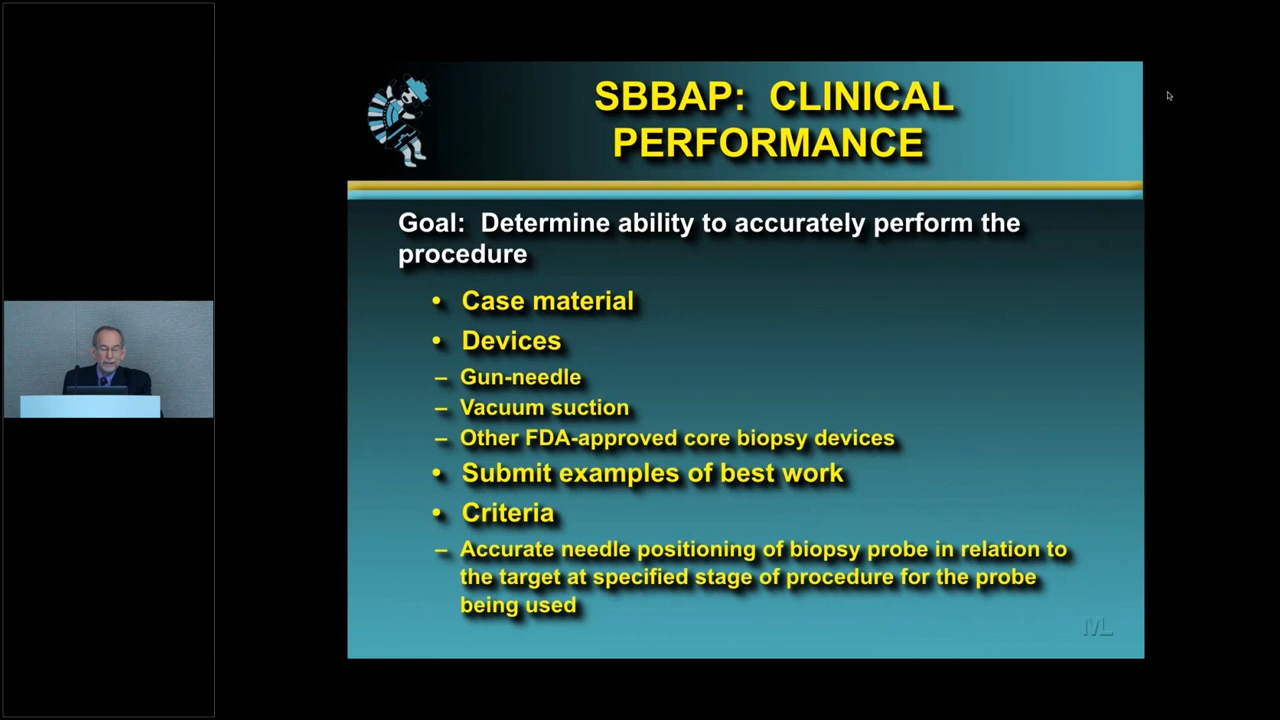 SBBAP: CLINICAL
PERFORMANCE
Goal: Determine ability to accurately perform the
procedure
• Case material
• Devices
– Gun-needle
– Vacuum suction
– Other FDA-approved core biopsy devices
• Submit examples of best work
• Criteria
– Accurate needle positioning of biopsy probe in relation to
the target at specified stage of procedure for the probe
being used
ML